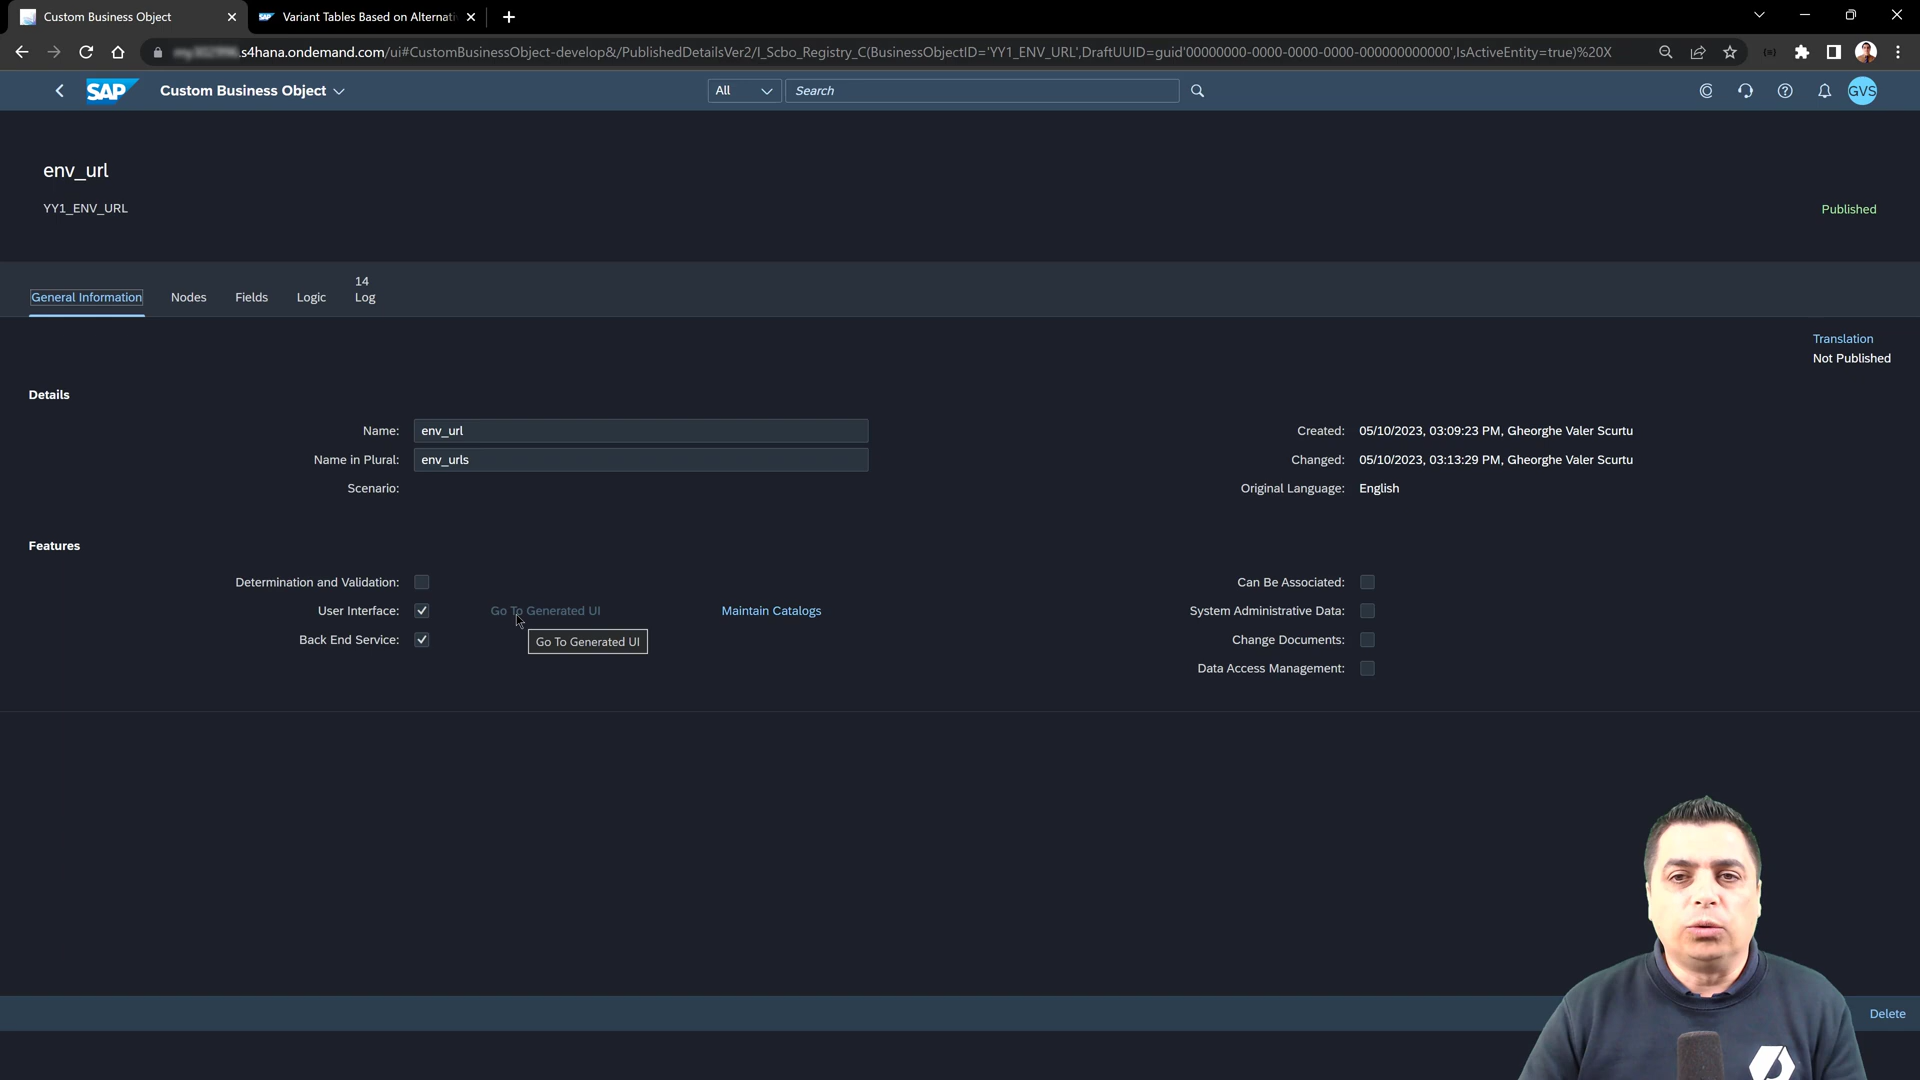 Custom Business Object
Variant Tables Based on Alternati
s4hana.ondemand.com/ui#CustomBusinessObject-develop&/PublishedDetailsVer2/I_Scbo_Registry_C(BusinessObjectID='YY1_ENV_URL',DraftUUID=guid'00000000-0000-0000-0000-000000000000',IsActiveEntity=true)%20X
SAP
Custom Business Object
All
Search
GVS
env_url
YY1_ENV_URL
Published
General Information
Nodes
Fields
Logic
14
Log
Translation
Not Published
Details
Name: env_url
Created: 05/10/2023, 03:09:23 PM, Gheorghe Valer Scurtu
Name in Plural: env_urls
Changed: 05/10/2023, 03:13:29 PM, Gheorghe Valer Scurtu
Scenario:
Original Language: English
Features
Determination and Validation:
Can Be Associated:
User Interface: Go To Generated UI Maintain Catalogs
System Administrative Data:
Back End Service:
Go To Generated UI
Change Documents:
Data Access Management:
Delete